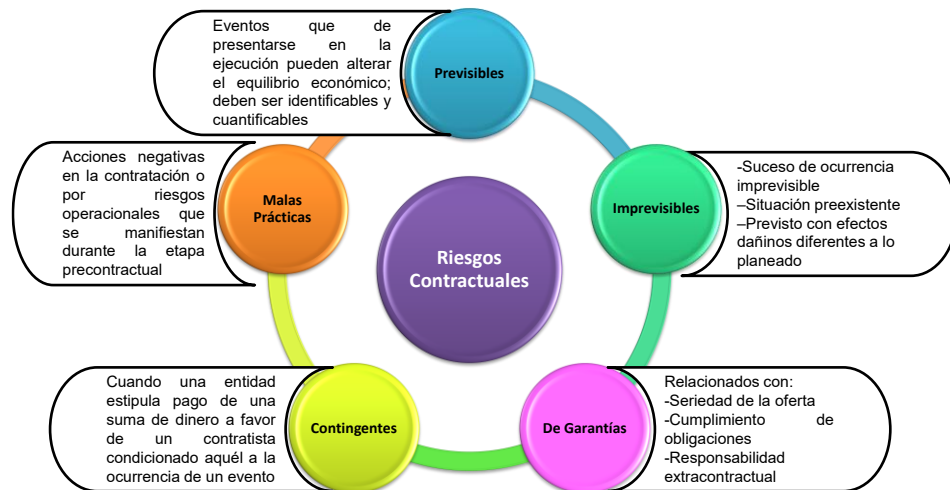 Eventos que de
presentarse en la
ejecución pueden alterar
el equilibrio económico;
deben ser identificables y
cuantificables
Previsibles
Acciones negativas
en la contratación o
por riesgos
operacionales que
se manifiestan
durante la etapa
precontractual
Malas
Prácticas
Imprevisibles
-Suceso de ocurrencia
imprevisible
–Situación preexistente
–Previsto con efectos
dañinos diferentes a lo
planeado
Riesgos
Contractuales
Cuando una entidad
estipula pago de una
suma de dinero a favor
de un contratista
condicionado aquél a la
ocurrencia de un evento
Contingentes
De Garantías
Relacionados con:
-Seriedad de la oferta
-Cumplimiento de
obligaciones
-Responsabilidad
extracontractual